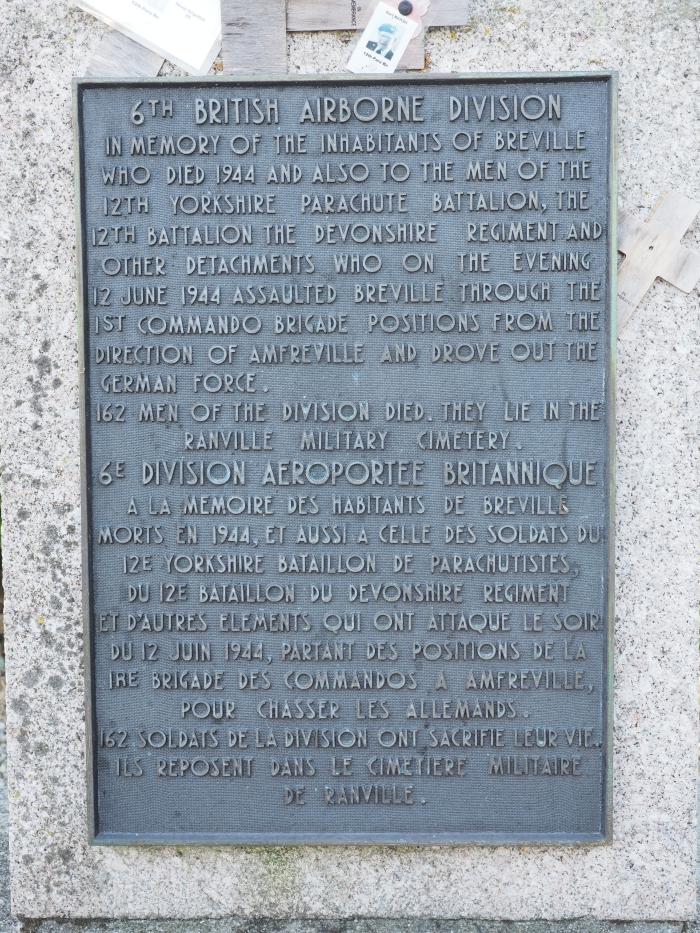 6TH BRITISH AIRBORNE DIVISION
IN MEMORY OF THE INHABITANTS OF BREVILLE
WHO DIED 1944 AND ALSO TO THE MEN OF THE
12TH YORKSHIRE PARACHUTE BATTALION, THE
12TH BATTALION THE DEVONSHIRE REGIMENT AND
OTHER DETACHMENTS WHO ON THE EVENING
12 JUNE 1944 ASSAULTED BREVILLE THROUGH THE
1ST COMMANDO BRIGADE POSITIONS FROM THE
DIRECTION OF AMFREVILLE AND DROVE OUT THE
GERMAN FORCE.
162 MEN OF THE DIVISION DIED. THEY LIE IN THE
RANVILLE MILITARY CIMETERY.
6E DIVISION AEROPORTEE BRITANNIQUE
A LA MEMOIRE DES HABITANTS DE BREVILLE
MORTS EN 1944, ET AUSSI A CELLE DES SOLDATS DU
12E YORKSHIRE BATAILLON DE PARACHUTISTES,
DU 12E BATAILLON DU DEVONSHIRE REGIMENT
ET D'AUTRES ELEMENTS QUI ONT ATTAQUE LE SOIR
DU 12 JUIN 1944, PARTANT DES POSITIONS DE LA
1RE BRIGADE DES COMMANDOS A AMFREVILLE,
POUR CHASSER LES ALLEMANDS.
162 SOLDATS DE LA DIVISION ONT SACRIFIE LEUR VIE.
ILS REPOSENT DANS LE CIMETIERE MILITAIRE
DE RANVILLE.